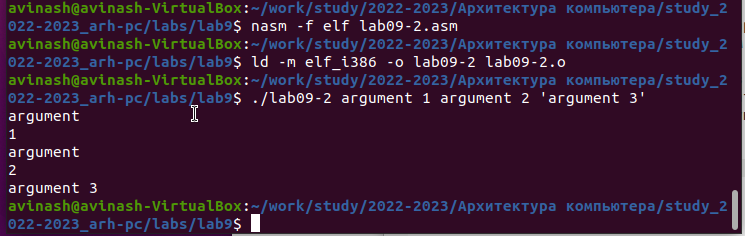 avinash@avinash-VirtualBox:~/work/study/2022-2023/Архитектура компьютера/study_2
022-2023_arh-pc/labs/lab9$ nasm -f elf lab09-2.asm
avinash@avinash-VirtualBox:~/work/study/2022-2023/Архитектура компьютера/study_2
022-2023_arh-pc/labs/lab9$ ld -m elf_i386 -o lab09-2 lab09-2.o
avinash@avinash-VirtualBox:~/work/study/2022-2023/Архитектура компьютера/study_2
022-2023_arh-pc/labs/lab9$ ./lab09-2 argument 1 argument 2 'argument 3'
argument
1
argument
2
argument 3
avinash@avinash-VirtualBox:~/work/study/2022-2023/Архитектура компьютера/study_2
022-2023_arh-pc/labs/lab9$